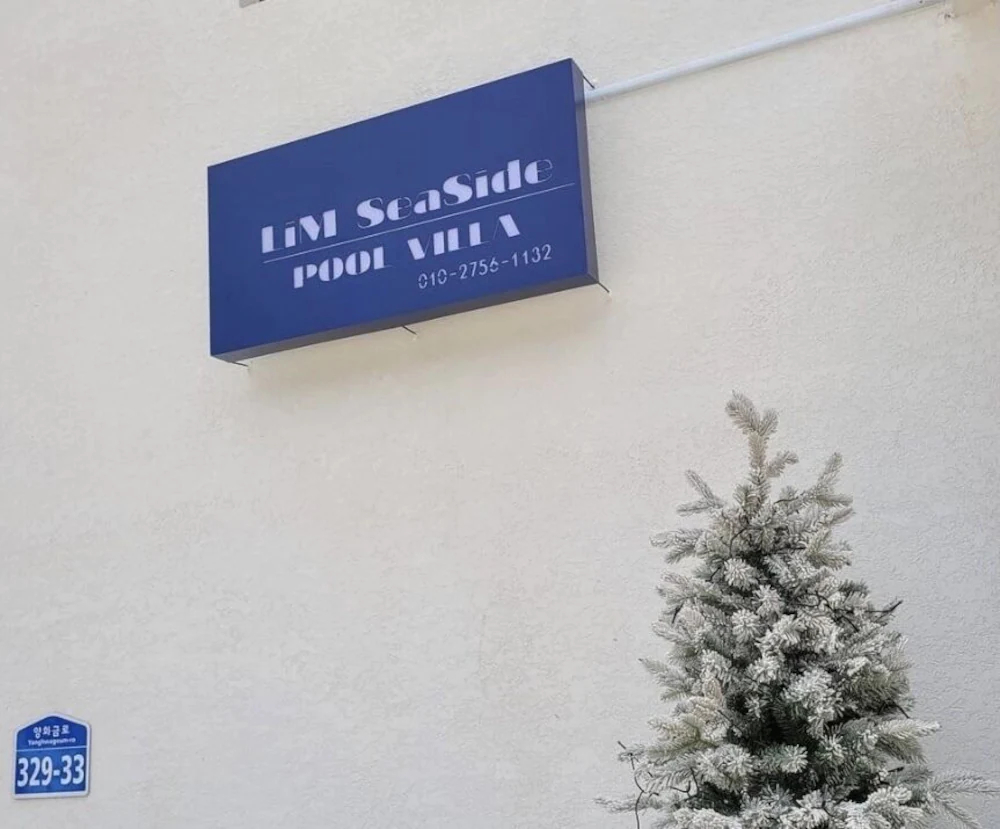 LiM SeaSide
POOL VILLA
010-2756-1132
양화금로
Yanghwageum-ro
329-33